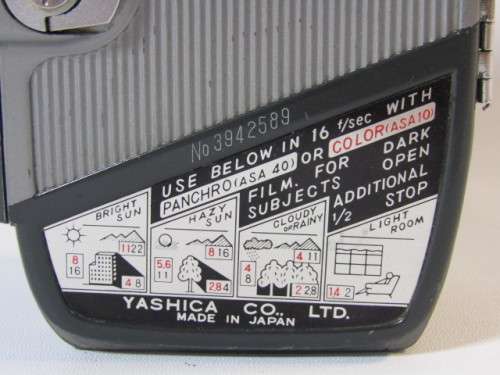 No 3942589
USE BELOW IN 16 f/sec WITH
PANCHRO(ASA 40) OR COLOR(ASA10)
FILM. FOR DARK
SUBJECTS OPEN
ADDITIONAL
1/2 STOP
BRIGHT
SUN
11 22
8
16
4 8
HAZY
SUN
8 16
5,6
11
2.8 4
CLOUDY
OR RAINY
4 11
4
8
2 2.8
LIGHT
ROOM
1.4 2
YASHICA CO., LTD.
MADE IN JAPAN